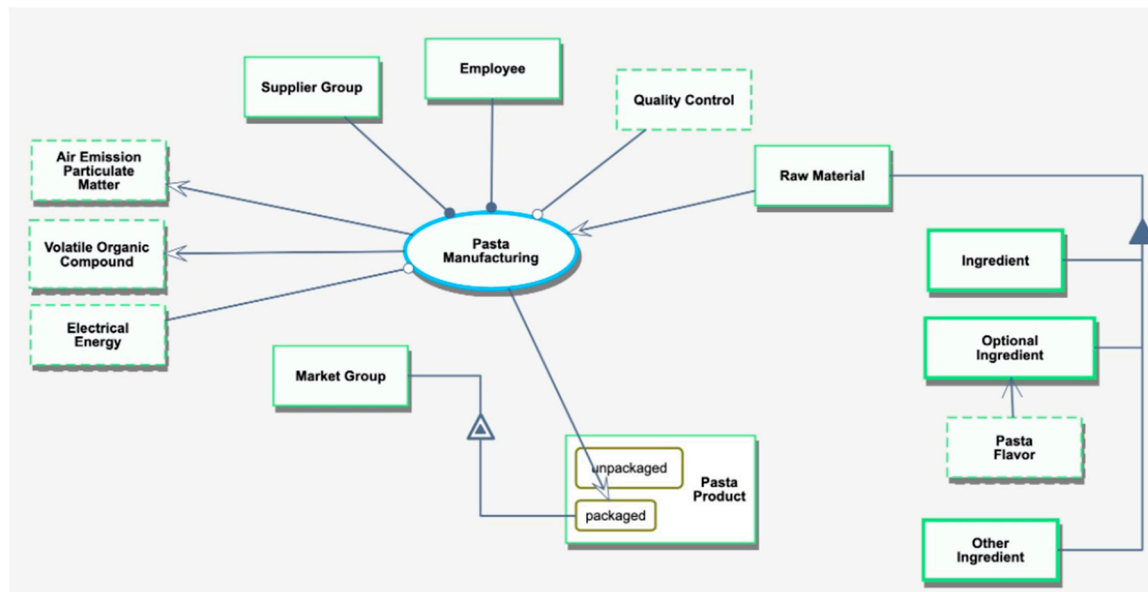 Employee
Supplier Group
Quality Control
Air Emission
Particulate
Matter
Raw Material
Volatile Organic
Compound
Pasta
Manufacturing
Ingredient
Electrical
Energy
Optional
Ingredient
Market Group
Pasta
Flavor
unpackaged
Pasta
Product
packaged
Other
Ingredient